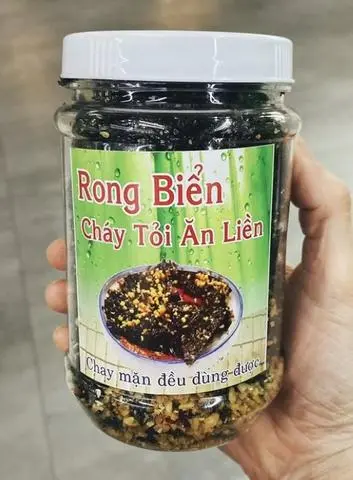 Rong Biển
Cháy Tỏi Ăn Liền
Chay mặn đều dùng được